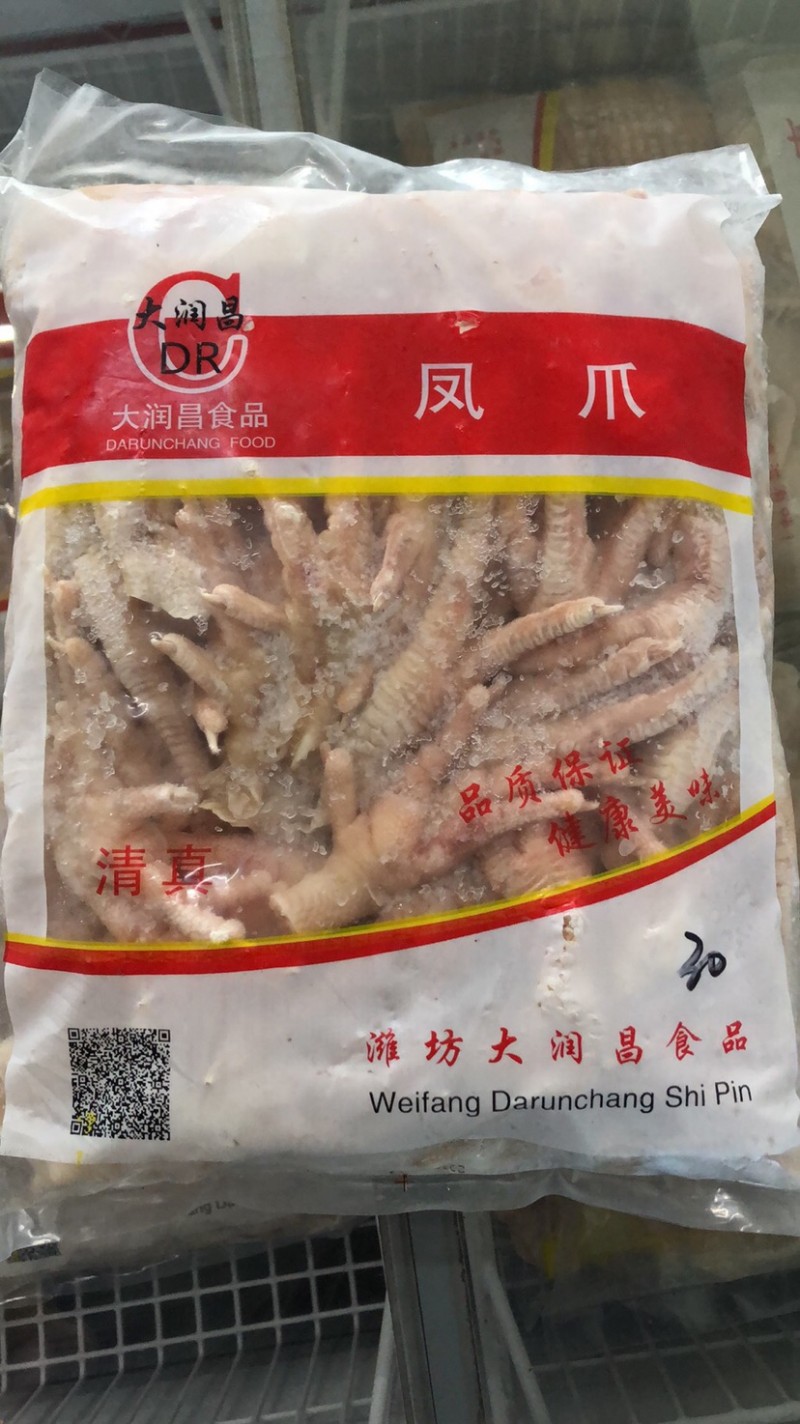 大润昌
DR
大润昌食品
DARUNCHANG FOOD
凤爪
品质保证
健康美味
清真
30
潍坊大润昌食品
Weifang Darunchang Shi Pin